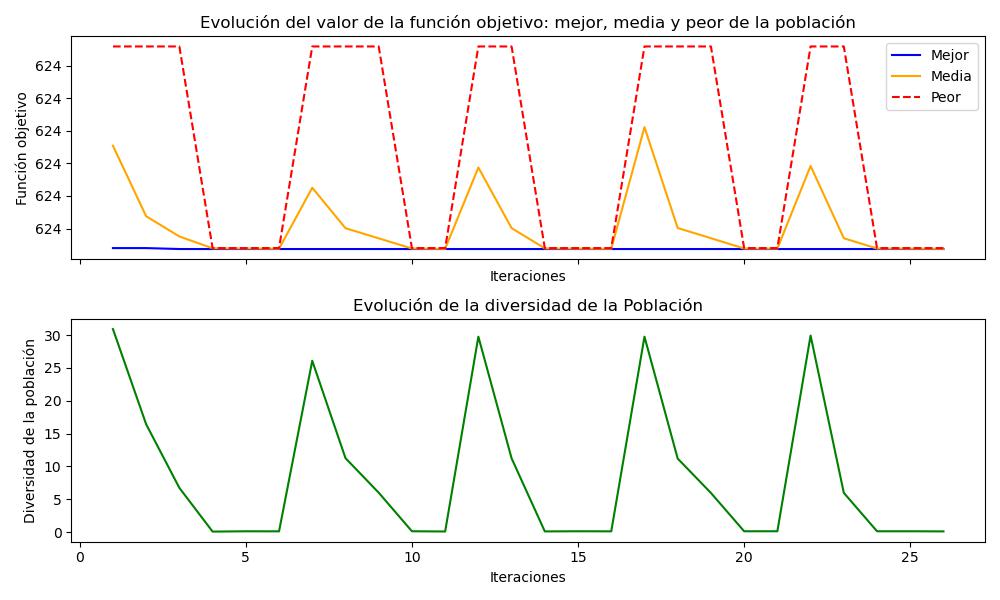 Evolución del valor de la función objetivo: mejor, media y peor de la población
624
624
624
624
624
624
Función objetivo
Mejor
Media
Peor
Iteraciones
Evolución de la diversidad de la Población
30
25
20
15
10
5
0
Diversidad de la población
0 5 10 15 20 25
Iteraciones